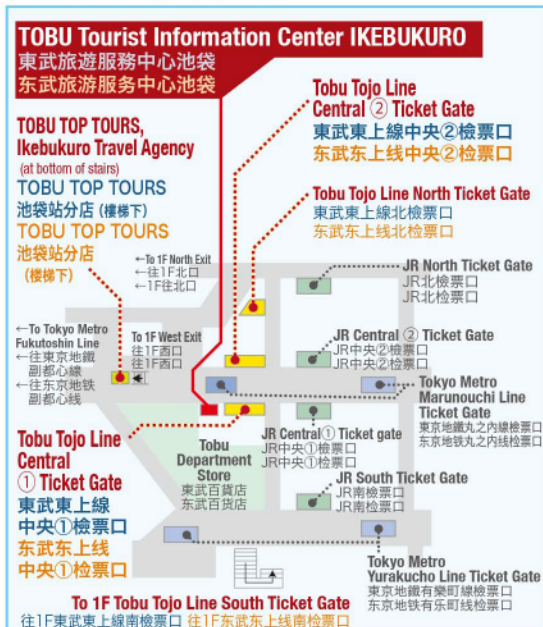 TOBU Tourist Information Center IKEBUKURO
東武旅遊服務中心池袋
东武旅游服务中心池袋
Tobu Tojo Line
Central ② Ticket Gate
東武東上線中央②檢票口
东武东上线中央②检票口
TOBU TOP TOURS,
Ikebukuro Travel Agency
(at bottom of stairs)
TOBU TOP TOURS
池袋站分店 (樓梯下)
TOBU TOP TOURS
池袋站分店
(楼梯下)
Tobu Tojo Line North Ticket Gate
東武東上線北檢票口
东武东上线北检票口
←To 1F North Exit
←往1F北口
←1F往北口
JR North Ticket Gate
JR北檢票口
JR北检票口
←To Tokyo Metro
Fukutoshin Line
←往東京地鐵
副都心線
←往东京地铁
副都心线
To 1F West Exit
往1F西口
往1F西口
JR Central ② Ticket Gate
JR中央②檢票口
JR中央②检票口
Tokyo Metro
Marunouchi Line
Ticket Gate
東京地鐵丸之內線檢票口
东京地铁丸之内线检票口
Tobu Tojo Line
Central
① Ticket Gate
東武東上線
中央①檢票口
东武东上线
中央①检票口
Tobu
Department
Store
東武百貨店
东武百货店
JR Central① Ticket gate
JR中央①檢票口
JR中央①检票口
JR South Ticket Gate
JR南檢票口
JR南检票口
Tokyo Metro
Yurakucho Line Ticket Gate
東京地鐵有樂町線檢票口
东京地铁有乐町线检票口
To 1F Tobu Tojo Line South Ticket Gate
往1F東武東上線南檢票口 往1F东武东上线南检票口